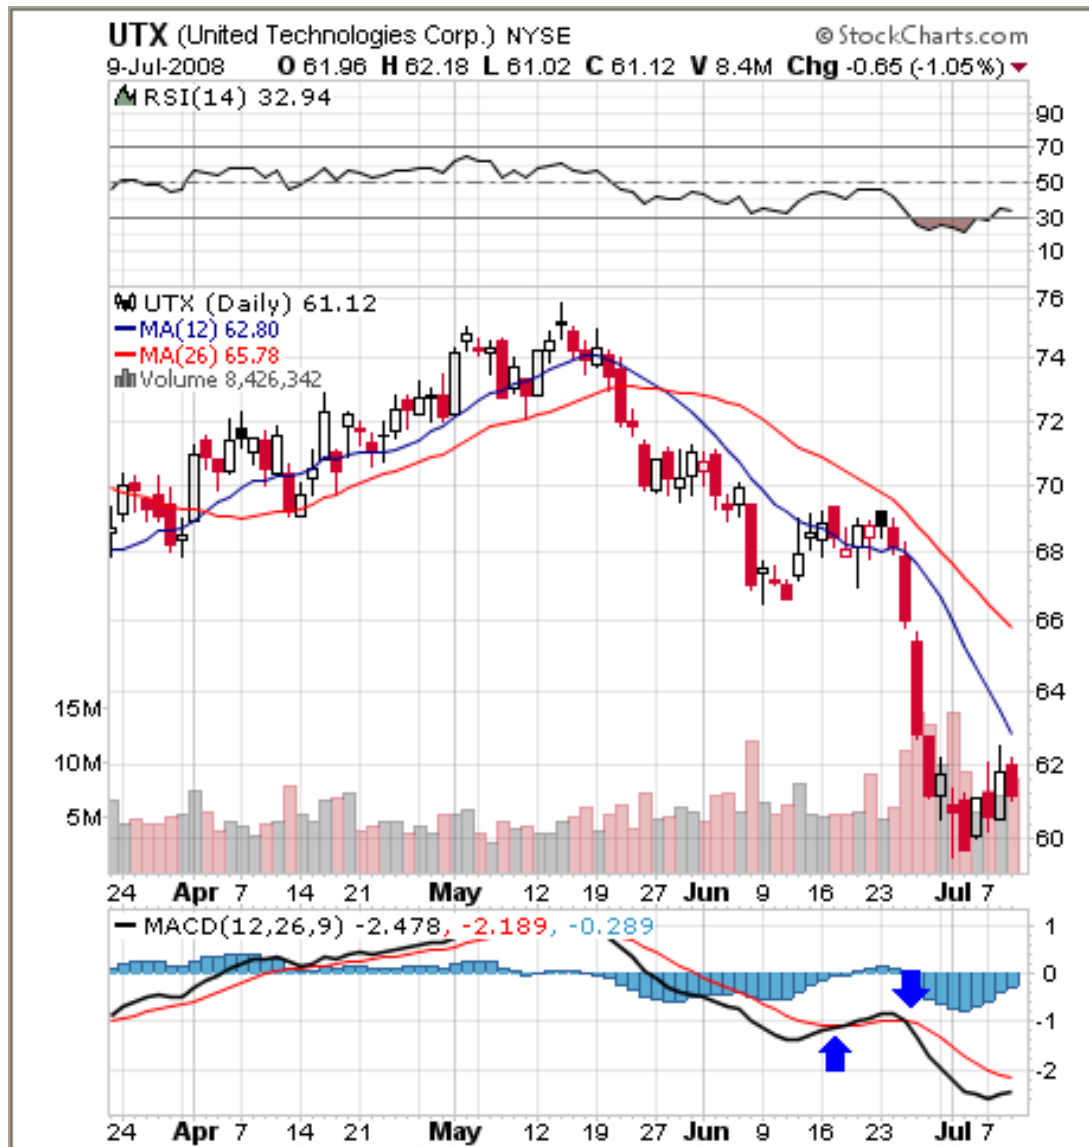 UTX (United Technologies Corp.) NYSE © StockCharts.com
9-Jul-2008 O 61.96 H 62.18 L 61.02 C 61.12 V 8.4M Chg -0.65 (-1.05%)
RSI(14) 32.94
90
70
50
30
10
UTX (Daily) 61.12
MA(12) 62.80
MA(26) 65.78
Volume 8,426,342
76
74
72
70
68
66
64
62
60
15M
10M
5M
24 Apr 7 14 21 May 12 19 27 Jun 9 16 23 Jul 7
MACD(12,26,9) -2.478, -2.189, -0.289
1
0
-1
-2
24 Apr 7 14 21 May 12 19 27 Jun 9 16 23 Jul 7